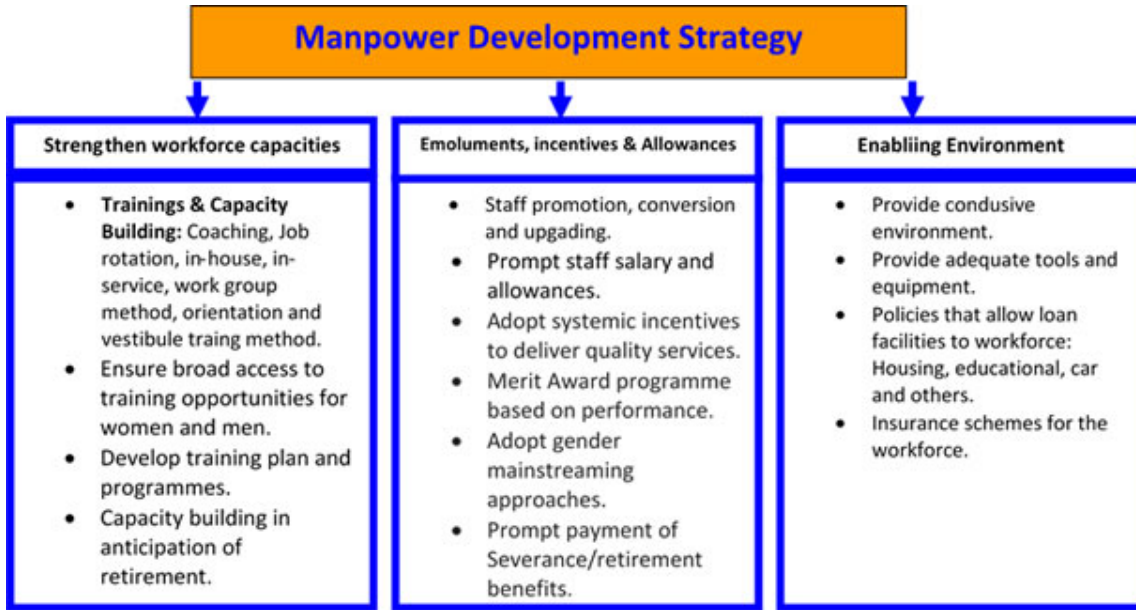 Manpower Development Strategy
Strengthen workforce capacities
• Trainings & Capacity
Building: Coaching, Job
rotation, in-house, in-
service, work group
method, orientation and
vestibule traing method.
• Ensure broad access to
training opportunities for
women and men.
• Develop training plan and
programmes.
• Capacity building in
anticipation of
retirement.
Emoluments, incentives & Allowances
• Staff promotion, conversion
and upgading.
• Prompt staff salary and
allowances.
• Adopt systemic incentives
to deliver quality services.
• Merit Award programme
based on performance.
• Adopt gender
mainstreaming
approaches.
• Prompt payment of
Severance/retirement
benefits.
Enabliing Environment
• Provide condusive
environment.
• Provide adequate tools and
equipment.
• Policies that allow loan
facilities to workforce:
Housing, educational, car
and others.
• Insurance schemes for the
workforce.